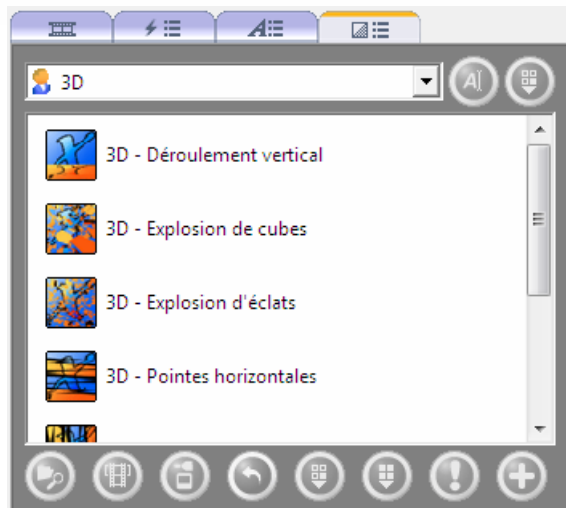 3D
3D - Déroulement vertical
3D - Explosion de cubes
3D - Explosion d'éclats
3D - Pointes horizontales